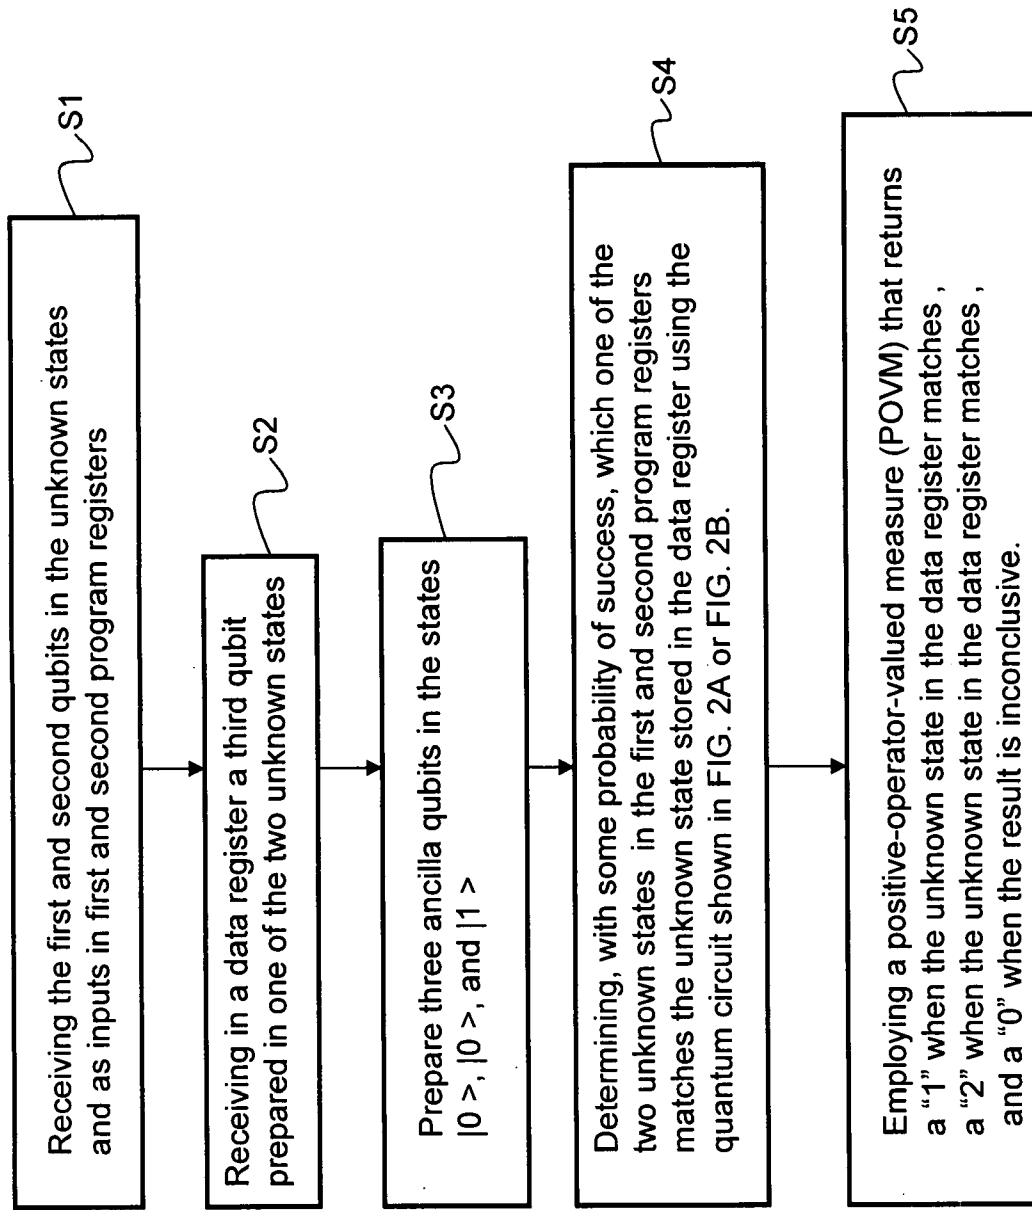 Receiving the first and second qubits in the unknown states
and as inputs in first and second program registers
S1
Receiving in a data register a third qubit
prepared in one of the two unknown states
S2
Prepare three ancilla qubits in the states
|0 >, |0 >, and |1 >
S3
Determining, with some probability of success, which one of the
two unknown states in the first and second program registers
matches the unknown state stored in the data register using the
quantum circuit shown in FIG. 2A or FIG. 2B.
S4
Employing a positive-operator-valued measure (POVM) that returns
a “1” when the unknown state in the data register matches ,
a “2” when the unknown state in the data register matches ,
and a “0” when the result is inconclusive.
S5